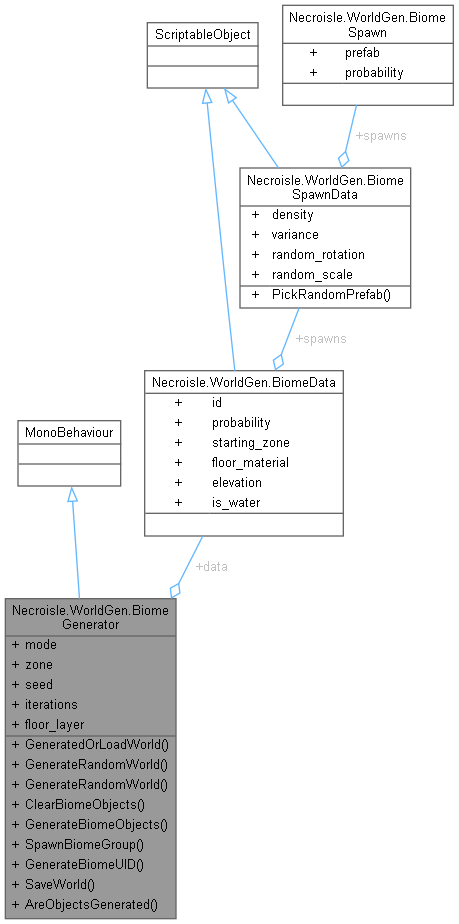 Necroisle.WorldGen.Biome
Spawn
+ prefab
+ probability
ScriptableObject
+spawns
Necroisle.WorldGen.Biome
SpawnData
+ density
+ variance
+ random_rotation
+ random_scale
+ PickRandomPrefab()
+spawns
Necroisle.WorldGen.BiomeData
+ id
+ probability
+ starting_zone
+ floor_material
+ elevation
+ is_water
MonoBehaviour
+data
Necroisle.WorldGen.Biome
Generator
+ mode
+ zone
+ seed
+ iterations
+ floor_layer
+ GeneratedOrLoadWorld()
+ GenerateRandomWorld()
+ GenerateRandomWorld()
+ ClearBiomeObjects()
+ GenerateBiomeObjects()
+ SpawnBiomeGroup()
+ GenerateBiomeUID()
+ SaveWorld()
+ AreObjectsGenerated()